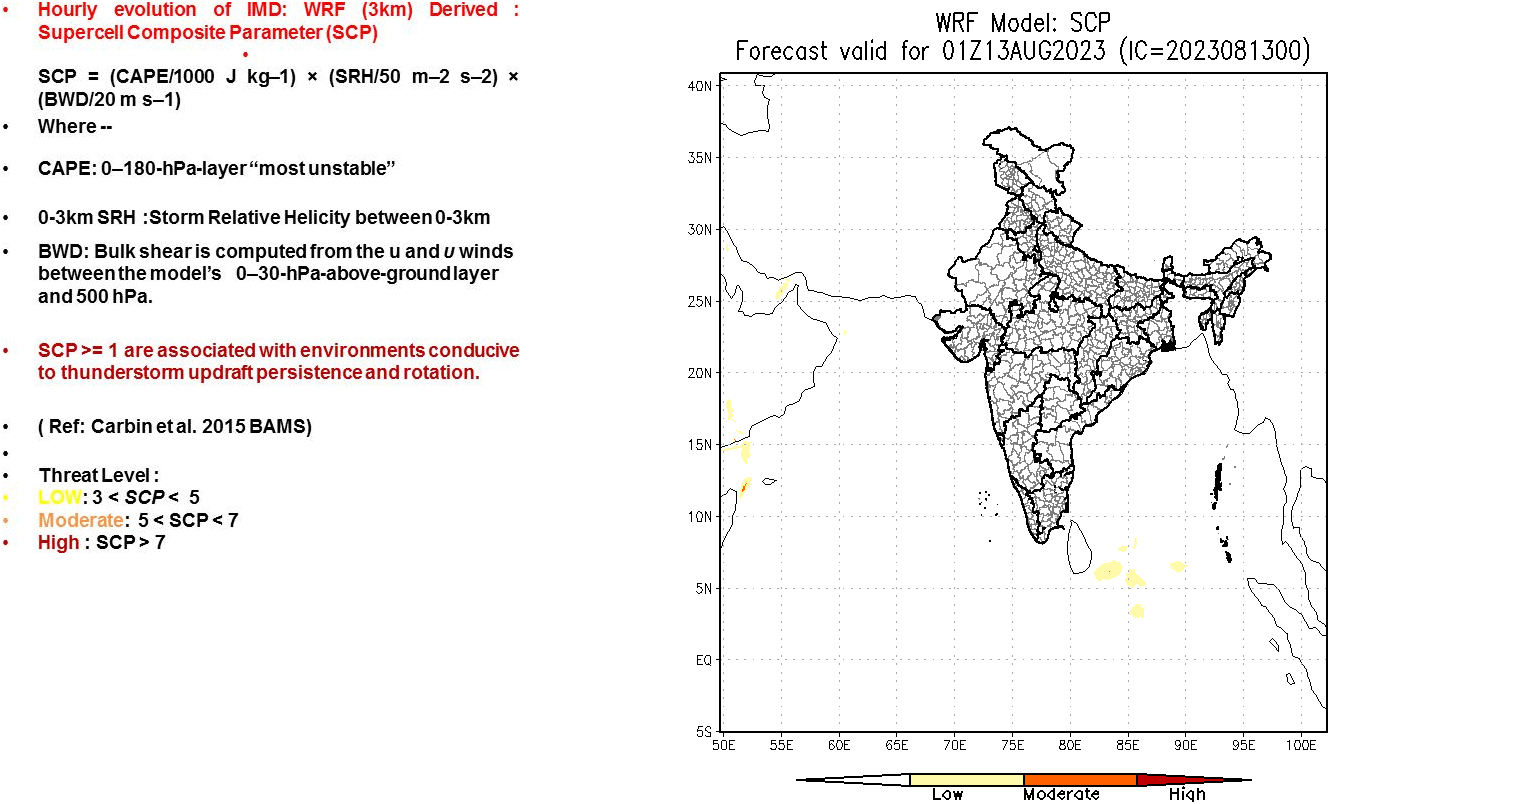 • Hourly evolution of IMD: WRF (3km) Derived :
Supercell Composite Parameter (SCP)
•
SCP = (CAPE/1000 J kg–1) × (SRH/50 m–2 s–2) ×
(BWD/20 m s–1)
• Where --
• CAPE: 0–180-hPa-layer “most unstable”
• 0-3km SRH :Storm Relative Helicity between 0-3km
• BWD: Bulk shear is computed from the u and υ winds
between the model’s 0–30-hPa-above-ground layer
and 500 hPa.
• SCP >= 1 are associated with environments conducive
to thunderstorm updraft persistence and rotation.
• ( Ref: Carbin et al. 2015 BAMS)
•
• Threat Level :
• LOW: 3 < SCP < 5
• Moderate: 5 < SCP < 7
• High : SCP > 7
WRF Model: SCP
Forecast valid for 01Z13AUG2023 (IC=2023081300)
40N
35N
30N
25N
20N
15N
10N
5N
EQ
5S
50E 55E 60E 65E 70E 75E 80E 85E 90E 95E 100E
Low Moderate High